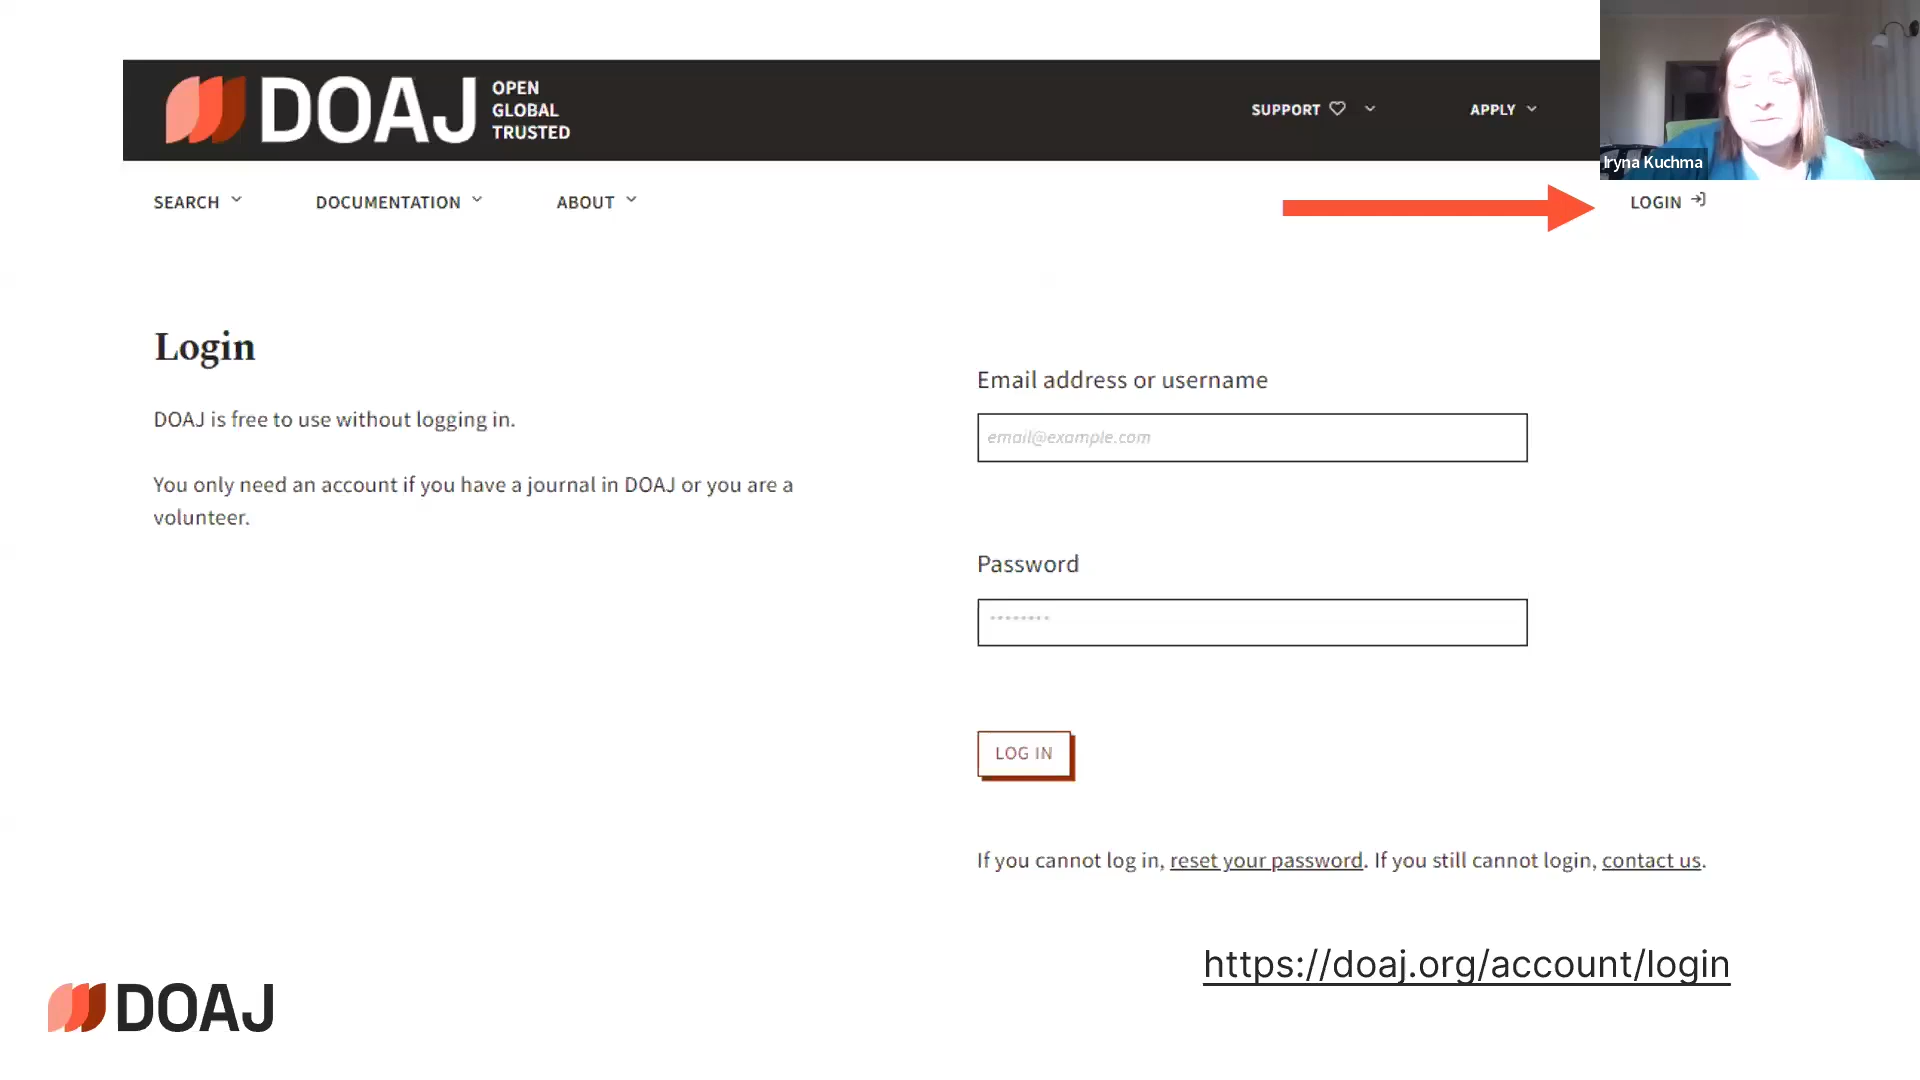 DOAJ
OPEN
GLOBAL
TRUSTED
SUPPORT
APPLY
Iryna Kuchma
SEARCH
DOCUMENTATION
ABOUT
LOGIN
Login
DOAJ is free to use without logging in.
You only need an account if you have a journal in DOAJ or you are a
volunteer.
Email address or username
email@example.com
Password
********
LOG IN
If you cannot log in, reset your password. If you still cannot login, contact us.
https://doaj.org/account/login
DOAJ